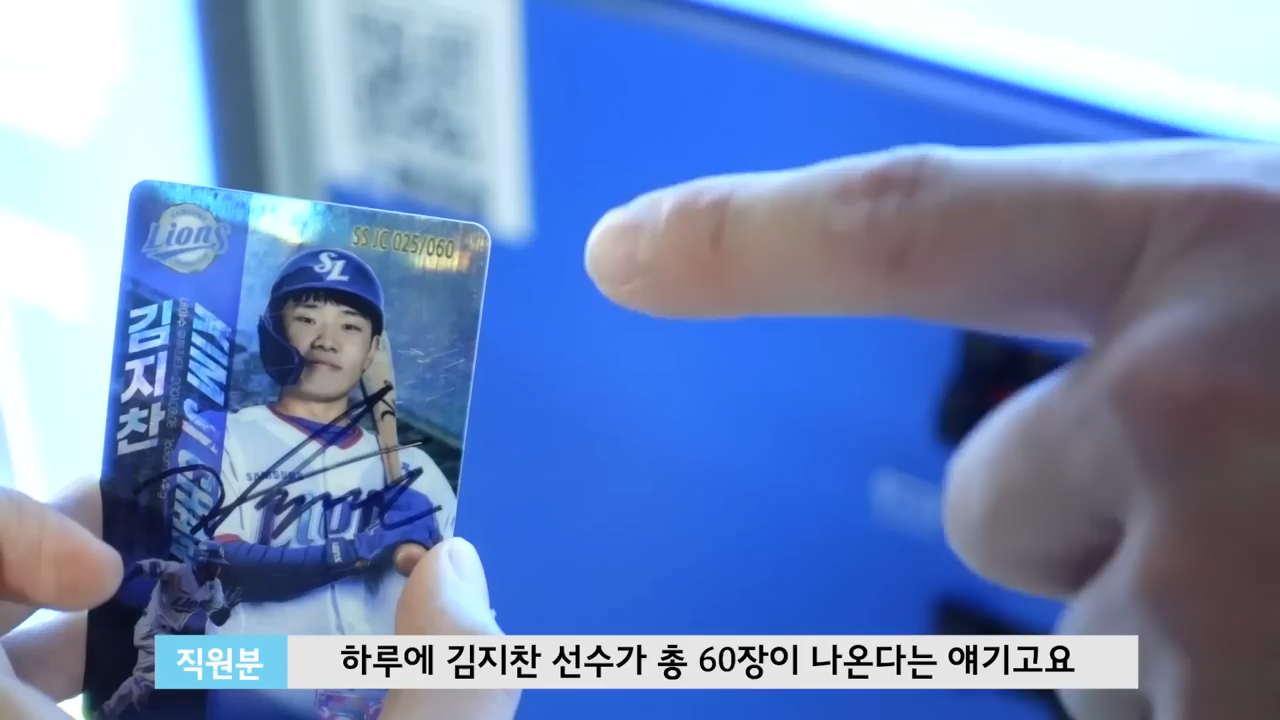 Lions
SS JC 025/060
SL
김지찬
KIM JI CHAN
SAMSUNG
직원분
하루에 김지찬 선수가 총 60장이 나온다는 얘기고요